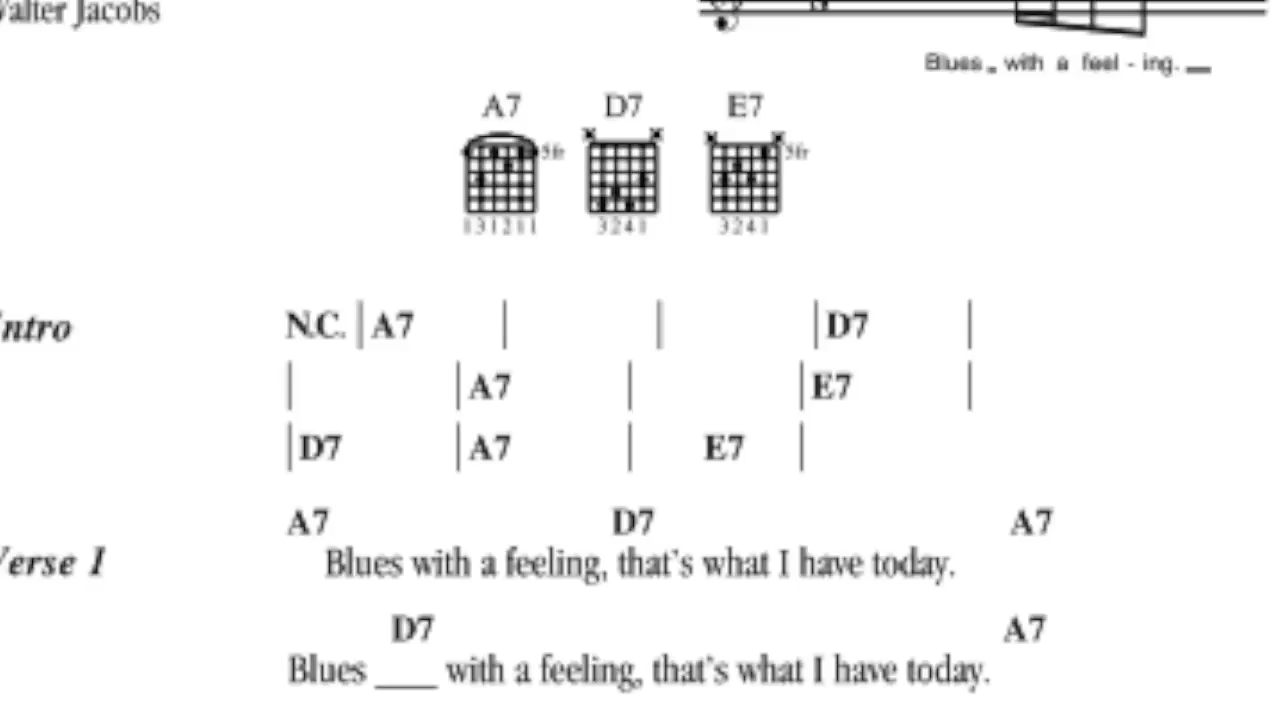 Walter Jacobs
Blues with a feel - ing.
A7 D7 E7
5fr 5fr
131211 3241 3241
Intro N.C. A7 D7
A7 E7
D7 A7 E7
A7 D7 A7
Verse 1 Blues with a feeling, that's what I have today.
D7 A7
Blues ___ with a feeling, that's what I have today.